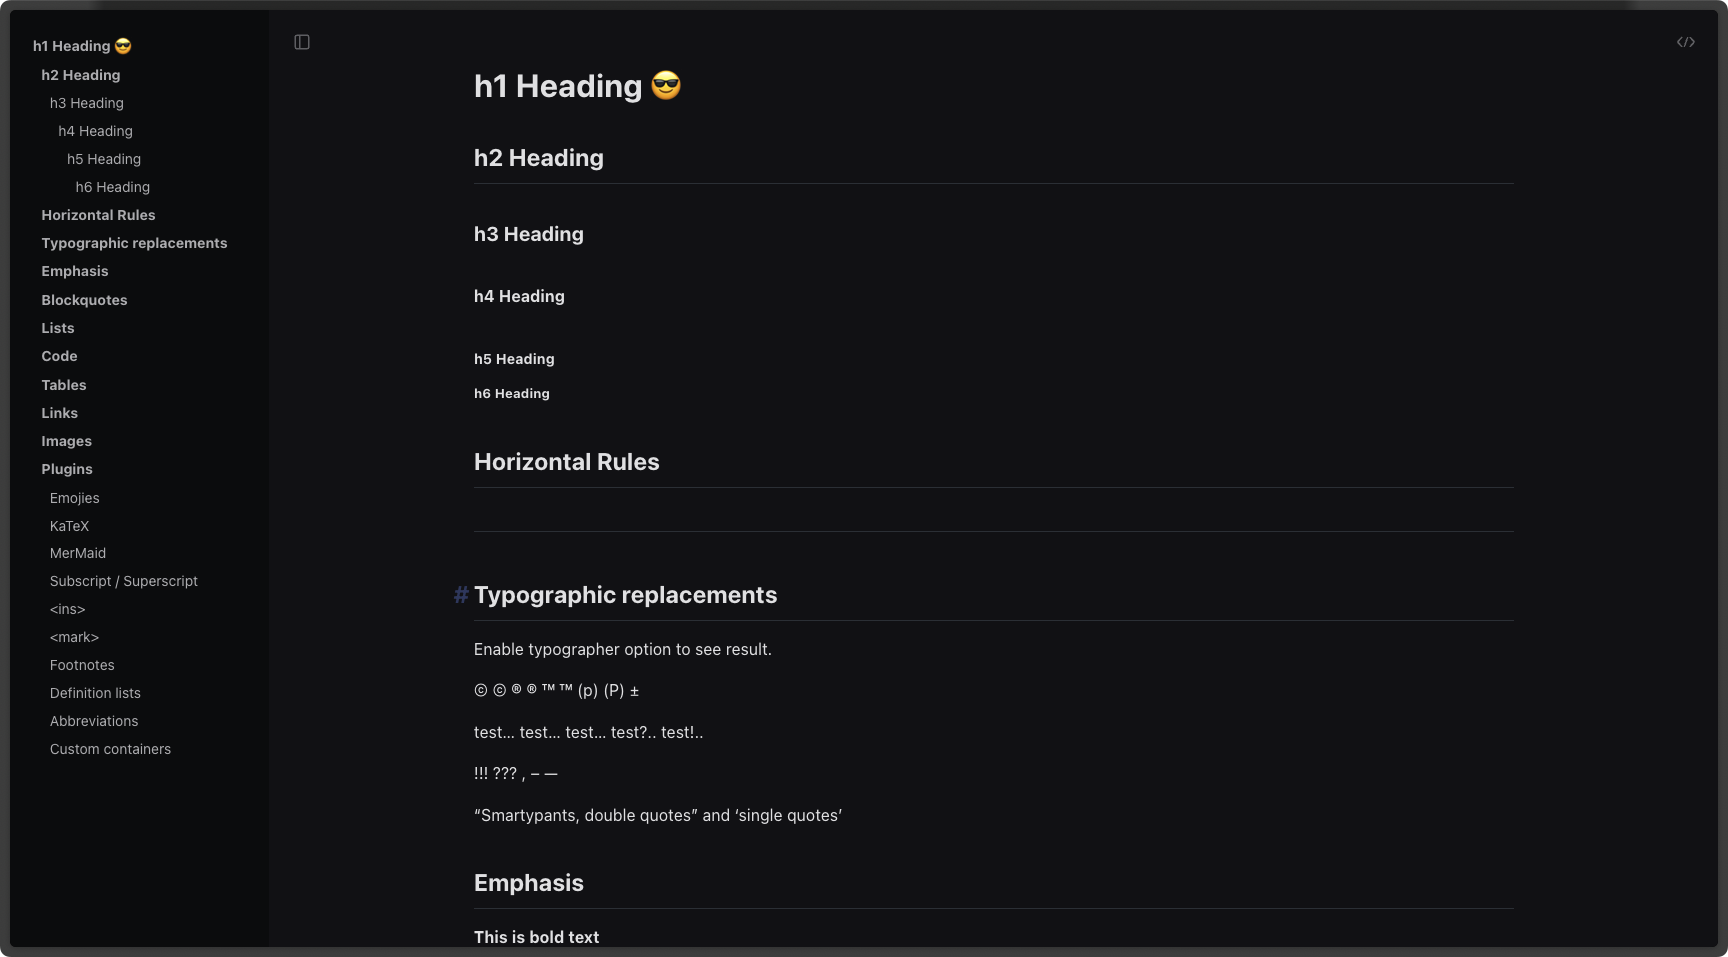 h1 Heading 😎
h2 Heading
h3 Heading
h4 Heading
h5 Heading
h6 Heading
Horizontal Rules
Typographic replacements
Emphasis
Blockquotes
Lists
Code
Tables
Links
Images
Plugins
Emojies
KaTeX
MerMaid
Subscript / Superscript
<ins>
<mark>
Footnotes
Definition lists
Abbreviations
Custom containers
h1 Heading 😎
h2 Heading
h3 Heading
h4 Heading
h5 Heading
h6 Heading
Horizontal Rules
# Typographic replacements
Enable typographer option to see result.
© © ® ® ™ ™ (p) (P) ±
test… test… test… test?.. test!..
!!! ??? , – —
“Smartypants, double quotes” and ‘single quotes’
Emphasis
This is bold text